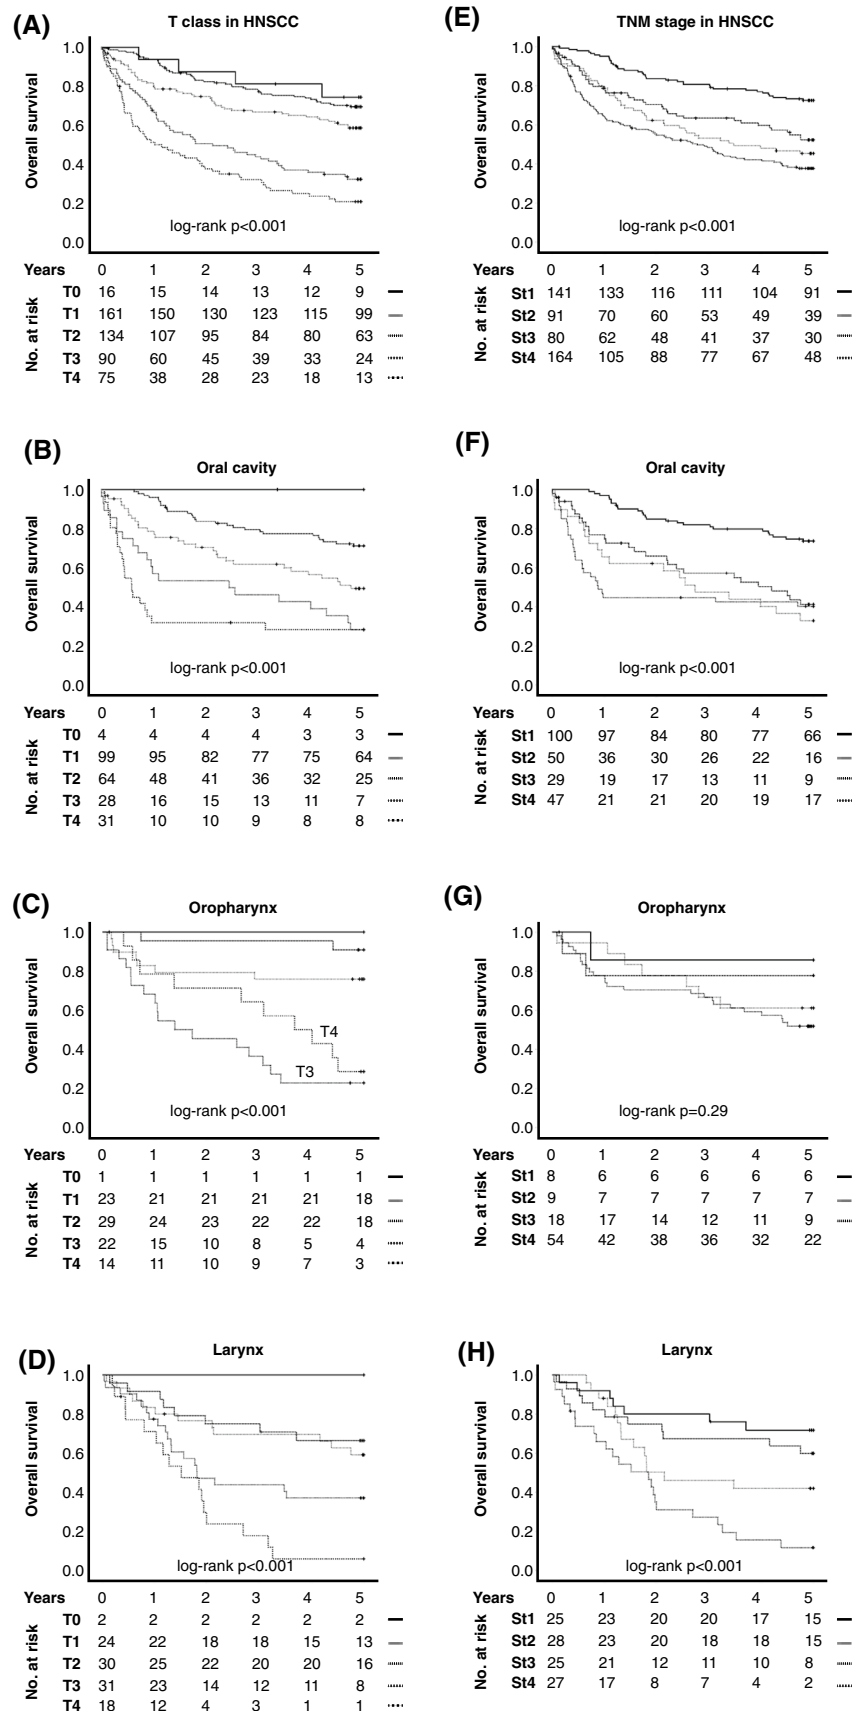 (A)
T class in HNSCC
1.0
0.8
0.6
0.4
0.2
0.0
Overall survival
log-rank p<0.001
Years 0 1 2 3 4 5
No. at risk
T0 16 15 14 13 12 9
T1 161 150 130 123 115 99
T2 134 107 95 84 80 63
T3 90 60 45 39 33 24
T4 75 38 28 23 18 13
(E)
TNM stage in HNSCC
1.0
0.8
0.6
0.4
0.2
0.0
Overall survival
log-rank p<0.001
Years 0 1 2 3 4 5
No. at risk
St1 141 133 116 111 104 91
St2 91 70 60 53 49 39
St3 80 62 48 41 37 30
St4 164 105 88 77 67 48
(B)
Oral cavity
1.0
0.8
0.6
0.4
0.2
0.0
Overall survival
log-rank p<0.001
Years 0 1 2 3 4 5
No. at risk
T0 4 4 4 4 3 3
T1 99 95 82 77 75 64
T2 64 48 41 36 32 25
T3 28 16 15 13 11 7
T4 31 10 10 9 8 8
(F)
Oral cavity
1.0
0.8
0.6
0.4
0.2
0.0
Overall survival
log-rank p<0.001
Years 0 1 2 3 4 5
No. at risk
St1 100 97 84 80 77 66
St2 50 36 30 26 22 16
St3 29 19 17 13 11 9
St4 47 21 21 20 19 17
(C)
Oropharynx
1.0
0.8
0.6
0.4
0.2
0.0
Overall survival
T4
T3
log-rank p<0.001
Years 0 1 2 3 4 5
No. at risk
T0 1 1 1 1 1 1
T1 23 21 21 21 21 18
T2 29 24 23 22 22 18
T3 22 15 10 8 5 4
T4 14 11 10 9 7 3
(G)
Oropharynx
1.0
0.8
0.6
0.4
0.2
0.0
Overall survival
log-rank p=0.29
Years 0 1 2 3 4 5
No. at risk
St1 8 6 6 6 6 6
St2 9 7 7 7 7 7
St3 18 17 14 12 11 9
St4 54 42 38 36 32 22
(D)
Larynx
1.0
0.8
0.6
0.4
0.2
0.0
Overall survival
log-rank p<0.001
Years 0 1 2 3 4 5
No. at risk
T0 2 2 2 2 2 2
T1 24 22 18 18 15 13
T2 30 25 22 20 20 16
T3 31 23 14 12 11 8
T4 18 12 4 3 1 1
(H)
Larynx
1.0
0.8
0.6
0.4
0.2
0.0
Overall survival
log-rank p<0.001
Years 0 1 2 3 4 5
No. at risk
St1 25 23 20 20 17 15
St2 28 23 20 18 18 15
St3 25 21 12 11 10 8
St4 27 17 8 7 4 2